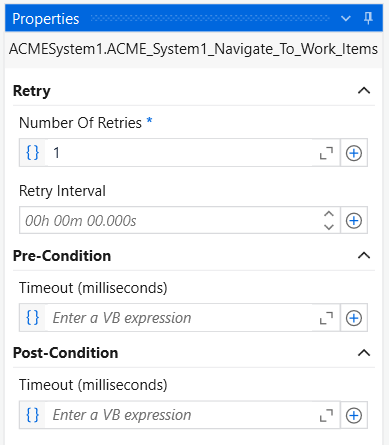 Properties
ACMESystem1.ACME_System1_Navigate_To_Work_Items
Retry
Number Of Retries *
{} 1
Retry Interval
00h 00m 00.000s
Pre-Condition
Timeout (milliseconds)
{} Enter a VB expression
Post-Condition
Timeout (milliseconds)
{} Enter a VB expression